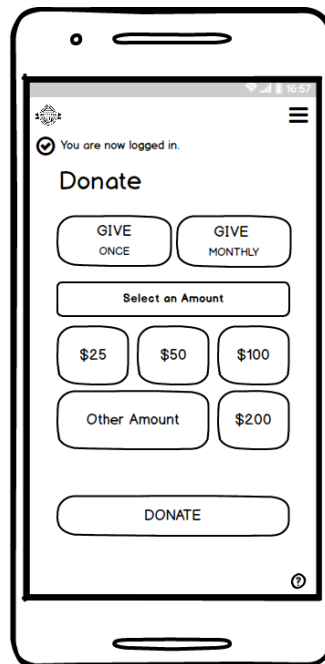 16:57
You are now logged in.
Donate
GIVE ONCE
GIVE MONTHLY
Select an Amount
$25 $50 $100
Other Amount $200
DONATE
?